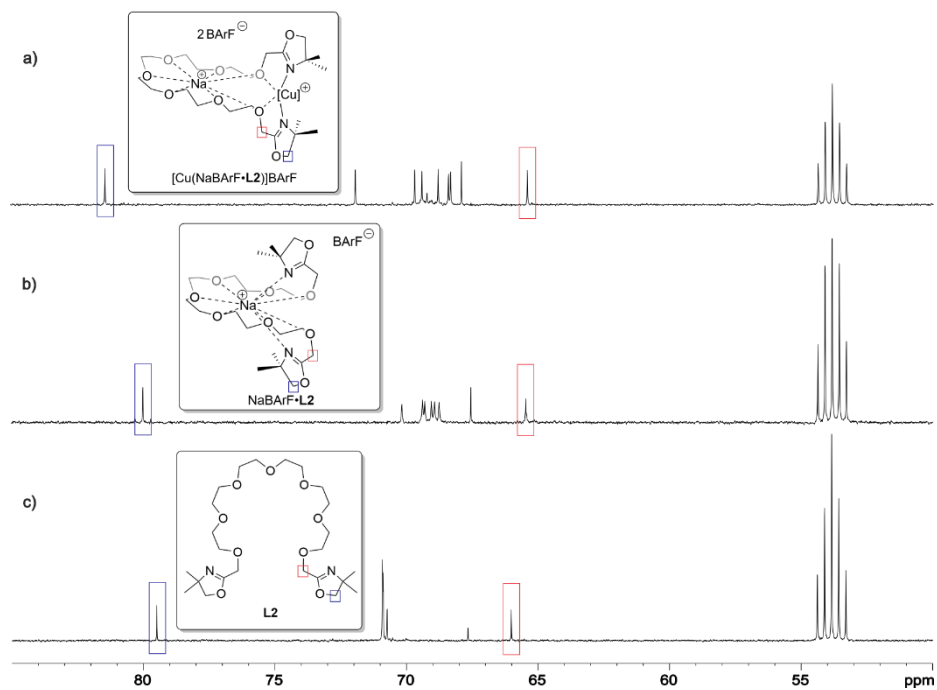 a)
2 BArF⊖
O
O O O N
⊕
Na [Cu]⊕
O O O
N
O
[Cu(NaBArF•L2)]BArF
b)
BArF⊖
O
N
O O O
O
⊕
Na
O O O
N
O
NaBArF•L2
c)
O
O O
O O
O O
N N
O O
L2
80 75 70 65 60 55 ppm